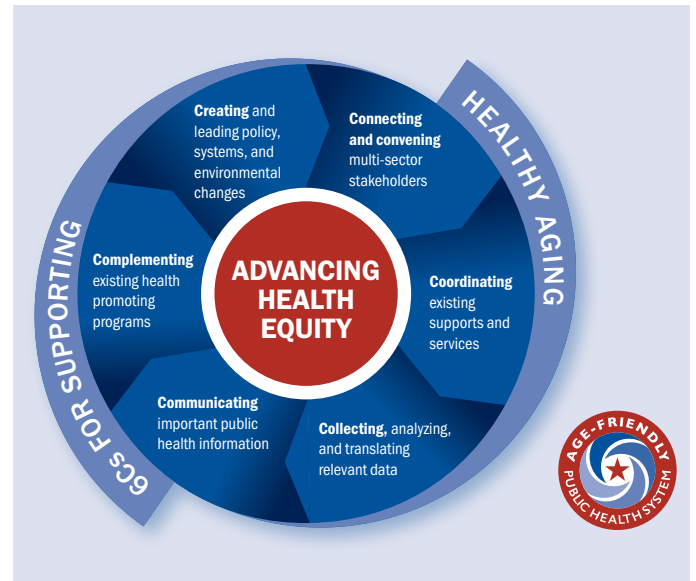 6Cs FOR SUPPORTING
HEALTHY AGING
Creating and
leading policy,
systems, and
environmental
changes
Connecting
and convening
multi-sector
stakeholders
Coordinating
existing
supports and
services
Collecting, analyzing,
and translating
relevant data
Communicating
important public
health information
Complementing
existing health
promoting
programs
ADVANCING
HEALTH
EQUITY
AGE-FRIENDLY
PUBLIC HEALTH SYSTEM